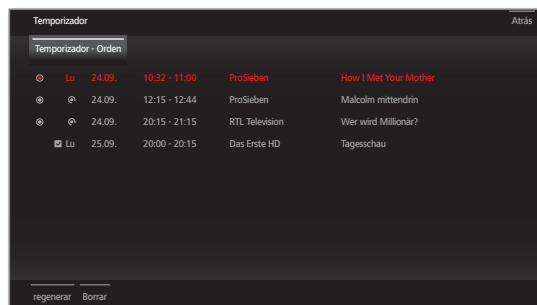 Temporizador Atrás
Temporizador - Orden
Lu 24.09. 10:32 - 11:00 ProSieben How I Met Your Mother
24.09. 12:15 - 12:44 ProSieben Malcolm mittendrin
24.09. 20:15 - 21:15 RTL Television Wer wird Millionär?
Lu 25.09. 20:00 - 20:15 Das Erste HD Tagesschau
regenerar Borrar